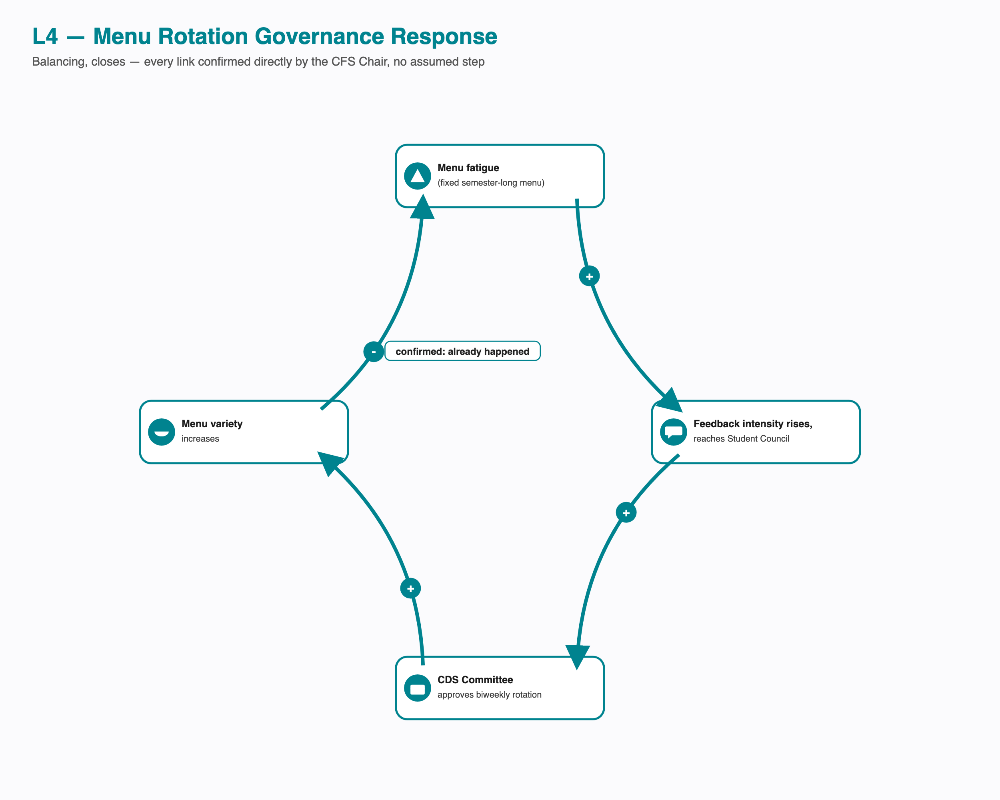 L4 — Menu Rotation Governance Response
Balancing, closes — every link confirmed directly by the CFS Chair, no assumed step
Menu fatigue
(fixed semester-long menu)
+
- confirmed: already happened
Menu variety
increases
Feedback intensity rises,
reaches Student Council
+
+
CDS Committee
approves biweekly rotation